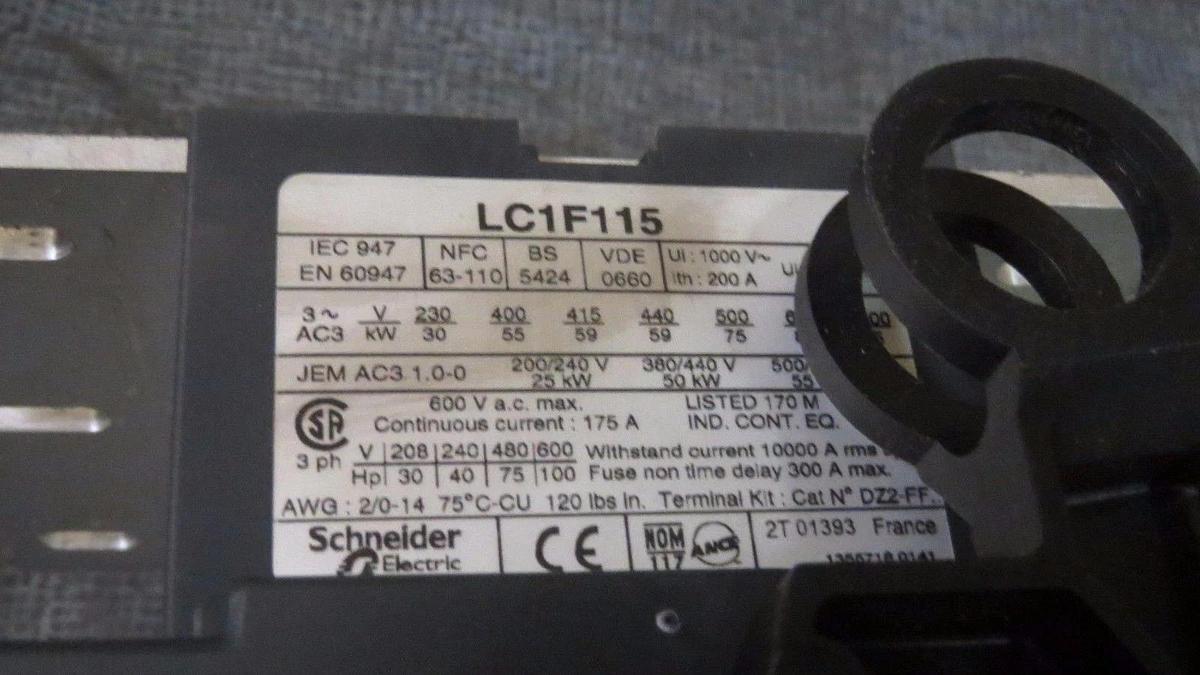 LC1F115
IEC 947 NFC BS VDE Ui : 1000 V~
EN 60947 63-110 5424 0660 Ith : 200 A
3~ V 230 400 415 440 500
AC3 kW 30 55 59 59 75
JEM AC3 1.0-0 200/240 V 380/440 V 500/
25 kW 50 kW 55
600 V a.c. max. LISTED 170 M
Continuous current : 175 A IND. CONT. EQ.
3 ph V 208 240 480 600 Withstand current 10000 A rms
Hp 30 40 75 100 Fuse non time delay 300 A max.
AWG : 2/0-14 75°C-CU 120 lbs in. Terminal Kit : Cat N° DZ2-FF..
Schneider
Electric
CE
NOM
117
ANCE
2T 01393 France